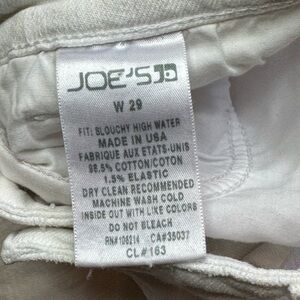 JOE'S
W 29
FIT: SLOUCHY HIGH WATER
MADE IN USA
FABRIQUE AUX ETATS-UNIS
98.5% COTTON/COTON
1.5% ELASTIC
DRY CLEAN RECOMMENDED
MACHINE WASH COLD
INSIDE OUT WITH LIKE COLORS
DO NOT BLEACH
RN#106214 CA#35037
CL#163